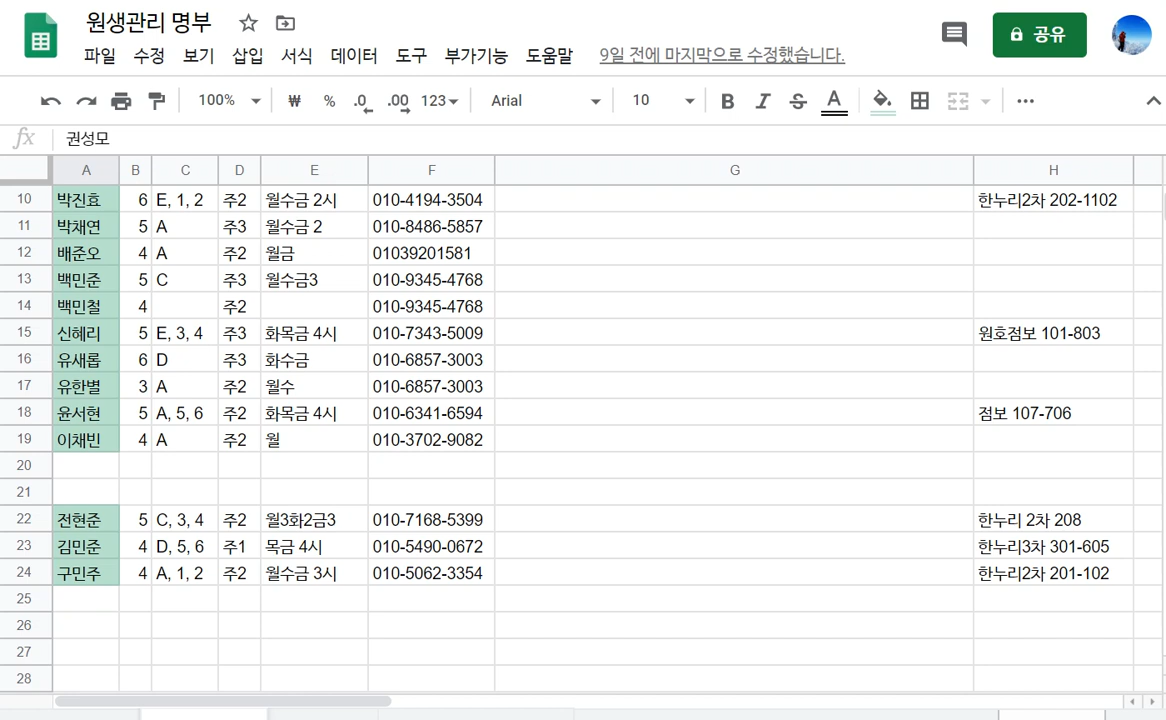 원생관리 명부
파일 수정 보기 삽입 서식 데이터 도구 부가기능 도움말 9일 전에 마지막으로 수정했습니다.
공유
100% ₩ % .0 .00 123 Arial 10 B I S A
fx 권성모
A B C D E F G H
10 박진효 6 E, 1, 2 주2 월수금 2시 010-4194-3504 한누리2차 202-1102
11 박채연 5 A 주3 월수금 2 010-8486-5857
12 배준오 4 A 주2 월금 01039201581
13 백민준 5 C 주3 월수금3 010-9345-4768
14 백민철 4 주2 010-9345-4768
15 신혜리 5 E, 3, 4 주3 화목금 4시 010-7343-5009 원호점보 101-803
16 유새롭 6 D 주3 화수금 010-6857-3003
17 유한별 3 A 주2 월수 010-6857-3003
18 윤서현 5 A, 5, 6 주2 화목금 4시 010-6341-6594 점보 107-706
19 이채빈 4 A 주2 월 010-3702-9082
20
21
22 전현준 5 C, 3, 4 주2 월3화2금3 010-7168-5399 한누리 2차 208
23 김민준 4 D, 5, 6 주1 목금 4시 010-5490-0672 한누리3차 301-605
24 구민주 4 A, 1, 2 주2 월수금 3시 010-5062-3354 한누리2차 201-102
25
26
27
28